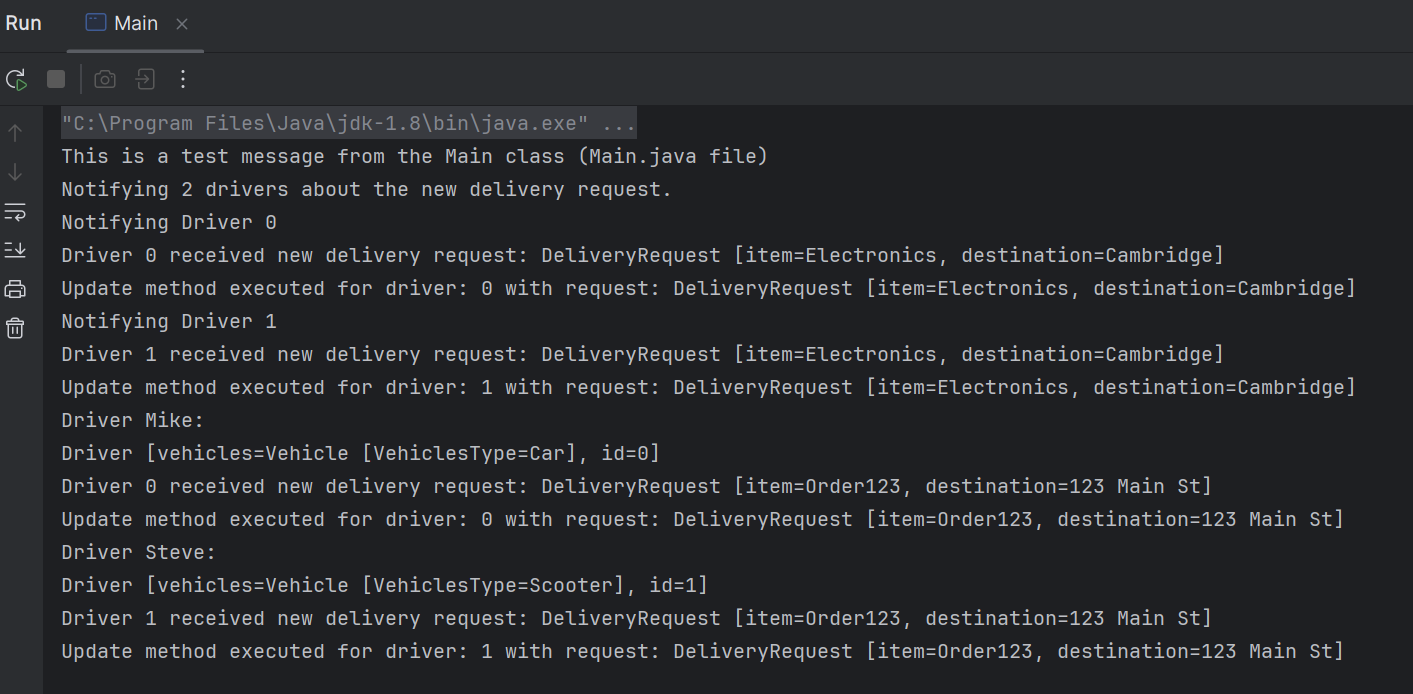 Run Main
"C:\Program Files\Java\jdk-1.8\bin\java.exe" ...
This is a test message from the Main class (Main.java file)
Notifying 2 drivers about the new delivery request.
Notifying Driver 0
Driver 0 received new delivery request: DeliveryRequest [item=Electronics, destination=Cambridge]
Update method executed for driver: 0 with request: DeliveryRequest [item=Electronics, destination=Cambridge]
Notifying Driver 1
Driver 1 received new delivery request: DeliveryRequest [item=Electronics, destination=Cambridge]
Update method executed for driver: 1 with request: DeliveryRequest [item=Electronics, destination=Cambridge]
Driver Mike:
Driver [vehicles=Vehicle [VehiclesType=Car], id=0]
Driver 0 received new delivery request: DeliveryRequest [item=Order123, destination=123 Main St]
Update method executed for driver: 0 with request: DeliveryRequest [item=Order123, destination=123 Main St]
Driver Steve:
Driver [vehicles=Vehicle [VehiclesType=Scooter], id=1]
Driver 1 received new delivery request: DeliveryRequest [item=Order123, destination=123 Main St]
Update method executed for driver: 1 with request: DeliveryRequest [item=Order123, destination=123 Main St]